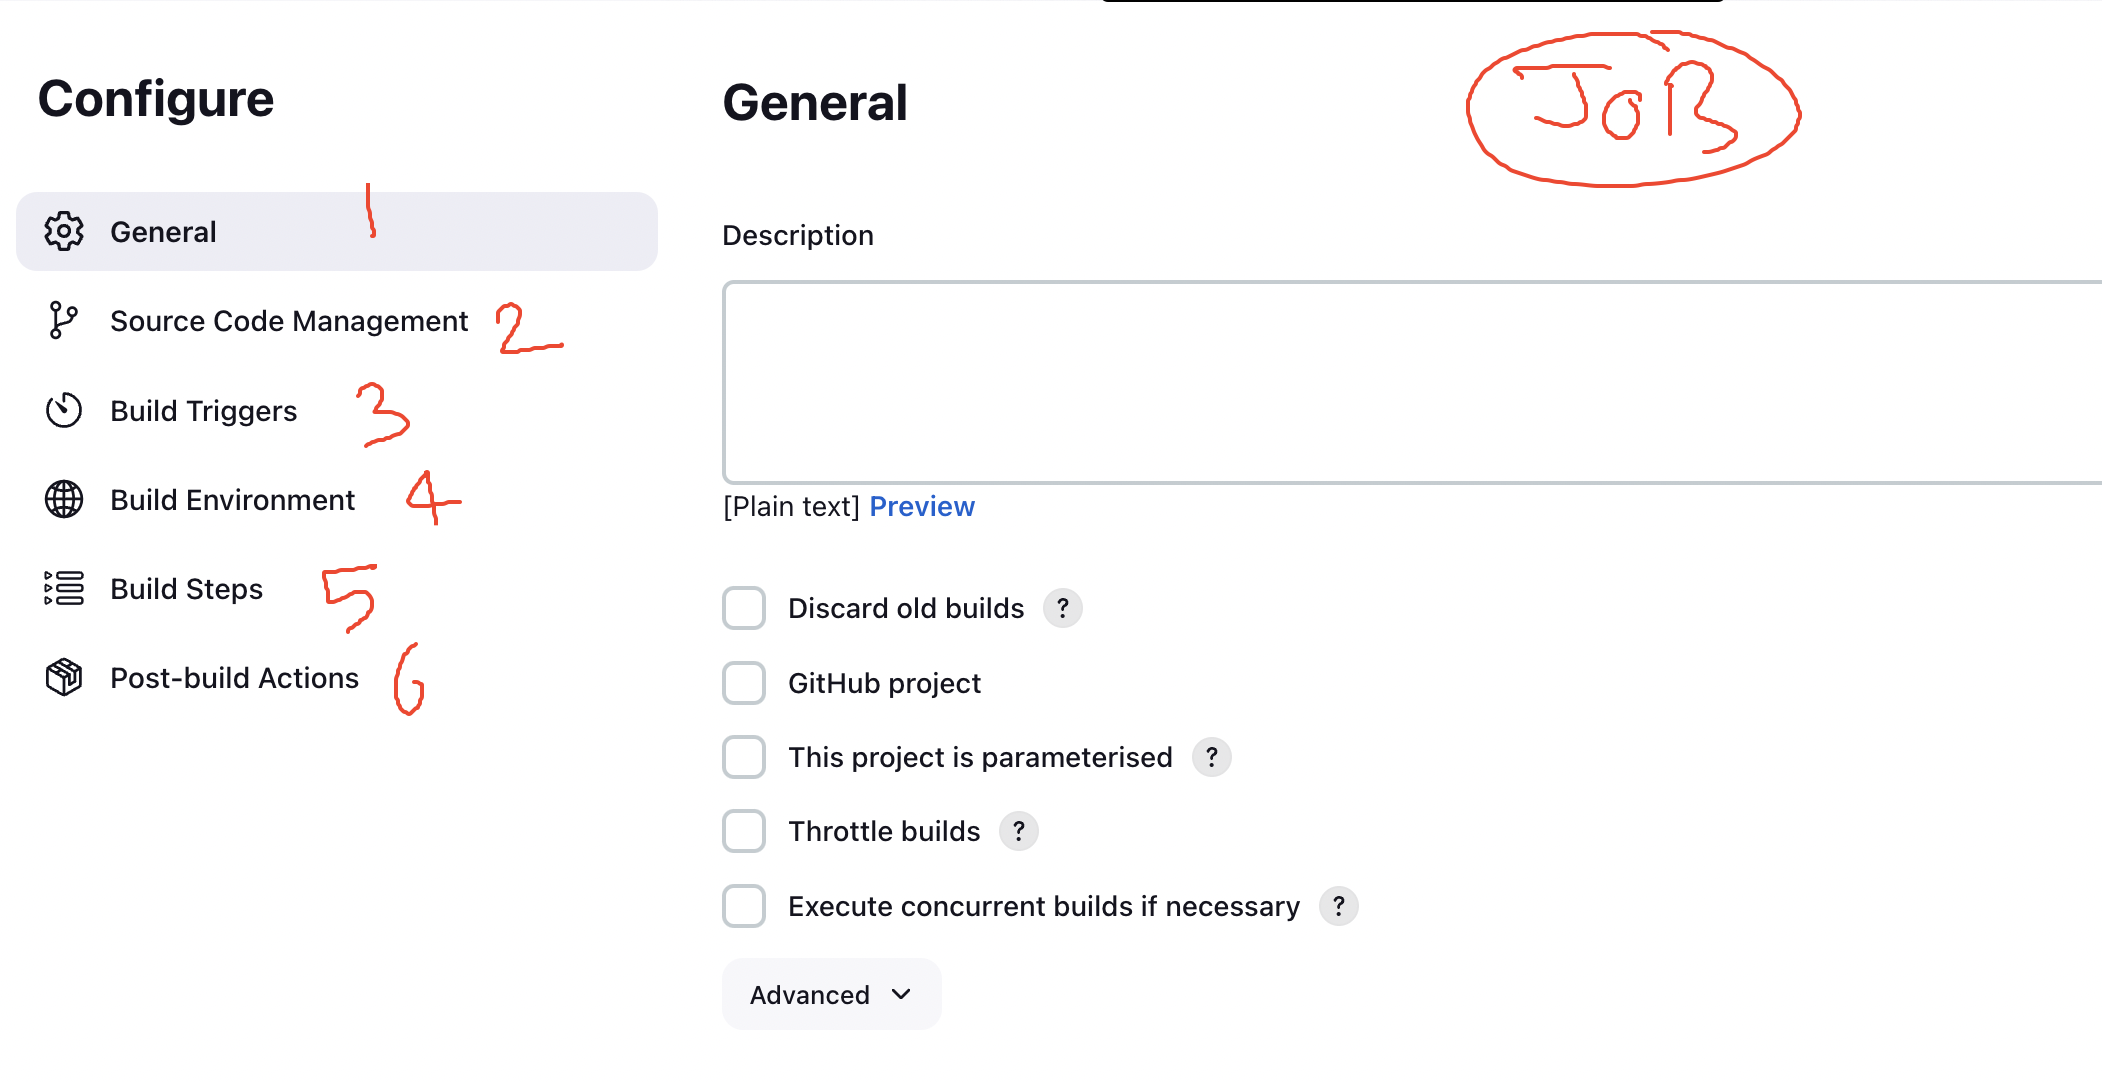 Configure
General 1
Source Code Management 2
Build Triggers 3
Build Environment 4
Build Steps 5
Post-build Actions 6
General
JOB
Description
[Plain text] Preview
Discard old builds ?
GitHub project
This project is parameterised ?
Throttle builds ?
Execute concurrent builds if necessary ?
Advanced